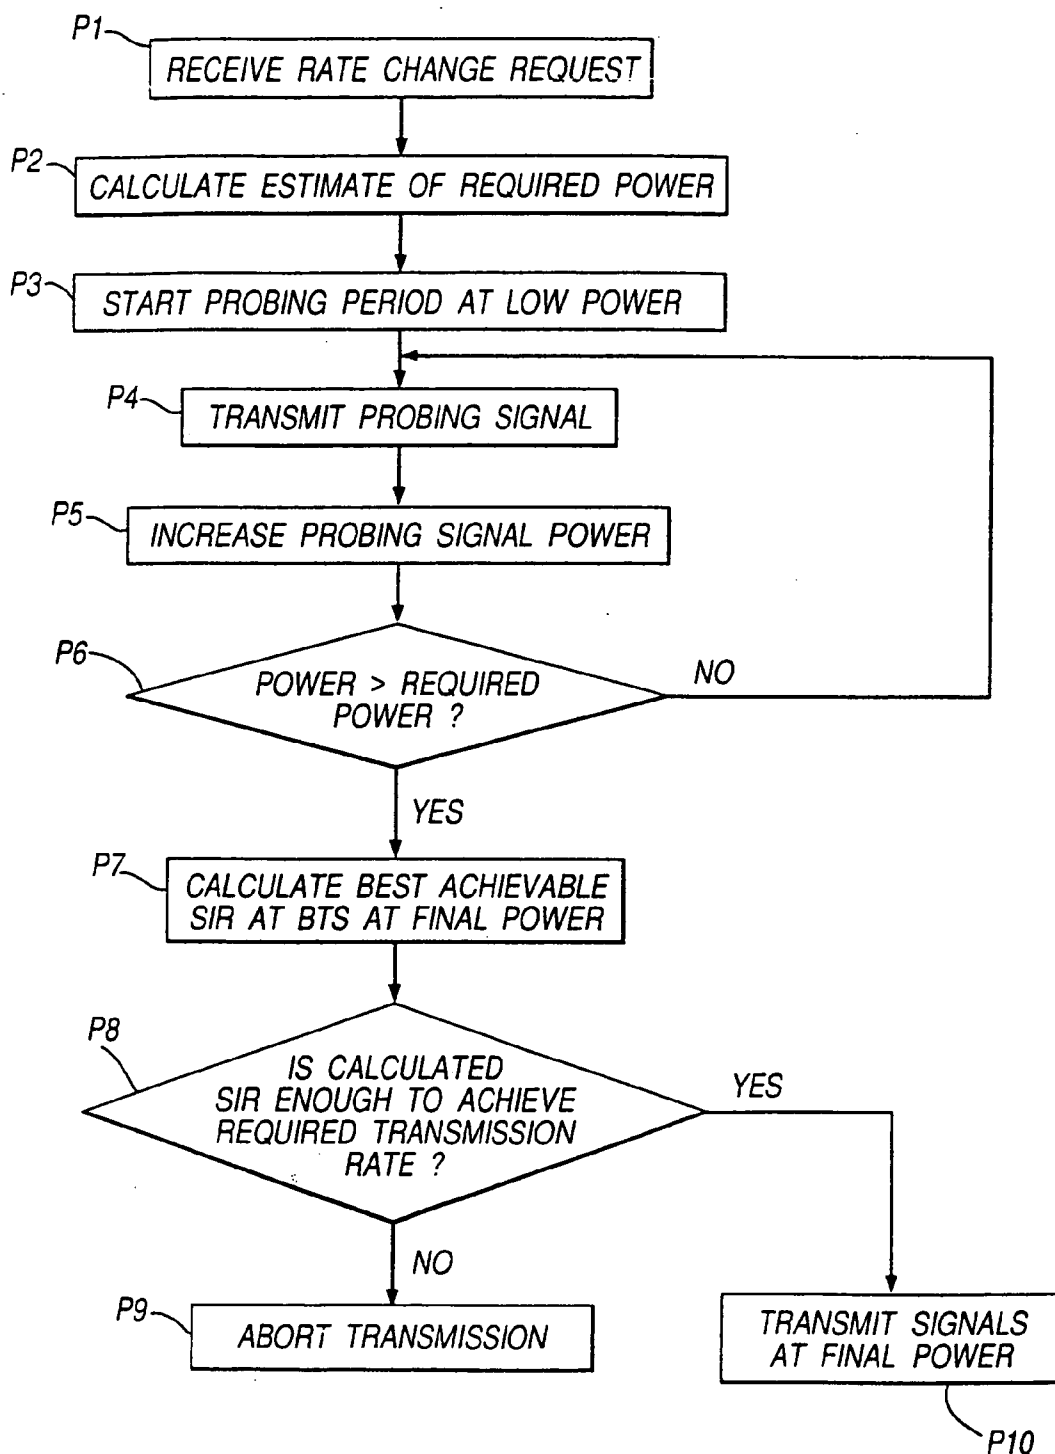 P1
RECEIVE RATE CHANGE REQUEST
P2
CALCULATE ESTIMATE OF REQUIRED POWER
P3
START PROBING PERIOD AT LOW POWER
P4
TRANSMIT PROBING SIGNAL
P5
INCREASE PROBING SIGNAL POWER
P6
POWER > REQUIRED
POWER ?
NO
YES
P7
CALCULATE BEST ACHIEVABLE
SIR AT BTS AT FINAL POWER
P8
IS CALCULATED
SIR ENOUGH TO ACHIEVE
REQUIRED TRANSMISSION
RATE ?
YES
NO
P9
ABORT TRANSMISSION
TRANSMIT SIGNALS
AT FINAL POWER
P10